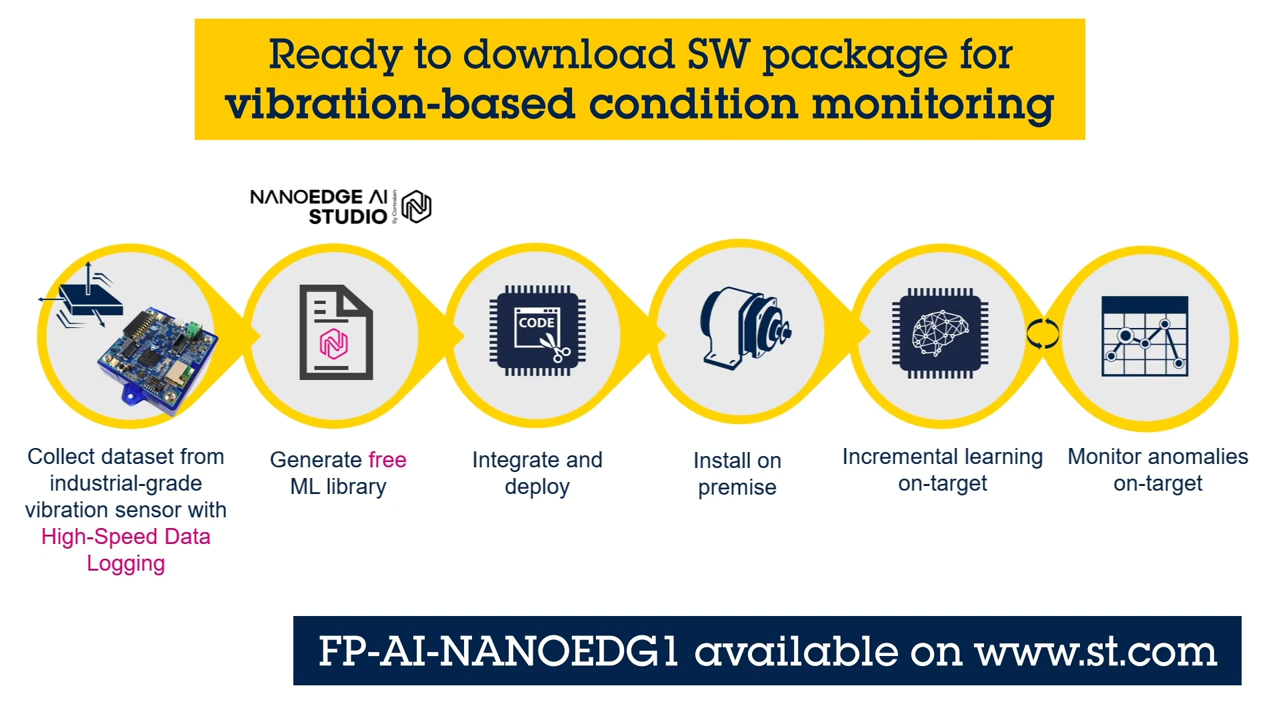 Ready to download SW package for
vibration-based condition monitoring
NANOEDGE AI
STUDIO
By Cartesiam
CODE
Collect dataset from
industrial-grade
vibration sensor with
High-Speed Data
Logging
Generate free
ML library
Integrate and
deploy
Install on
premise
Incremental learning
on-target
Monitor anomalies
on-target
FP-AI-NANOEDG1 available on www.st.com